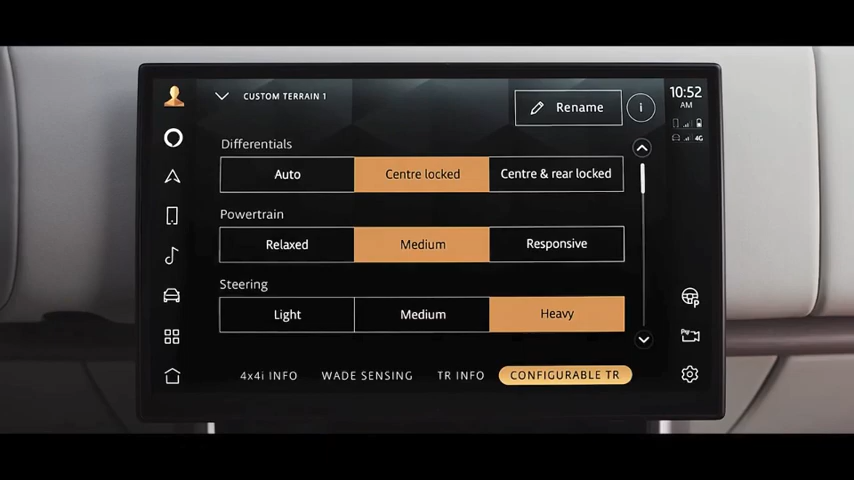 CUSTOM TERRAIN 1
Rename
i
10:52
AM
4G
Differentials
Auto
Centre locked
Centre & rear locked
Powertrain
Relaxed
Medium
Responsive
Steering
Light
Medium
Heavy
4x4i INFO
WADE SENSING
TR INFO
CONFIGURABLE TR